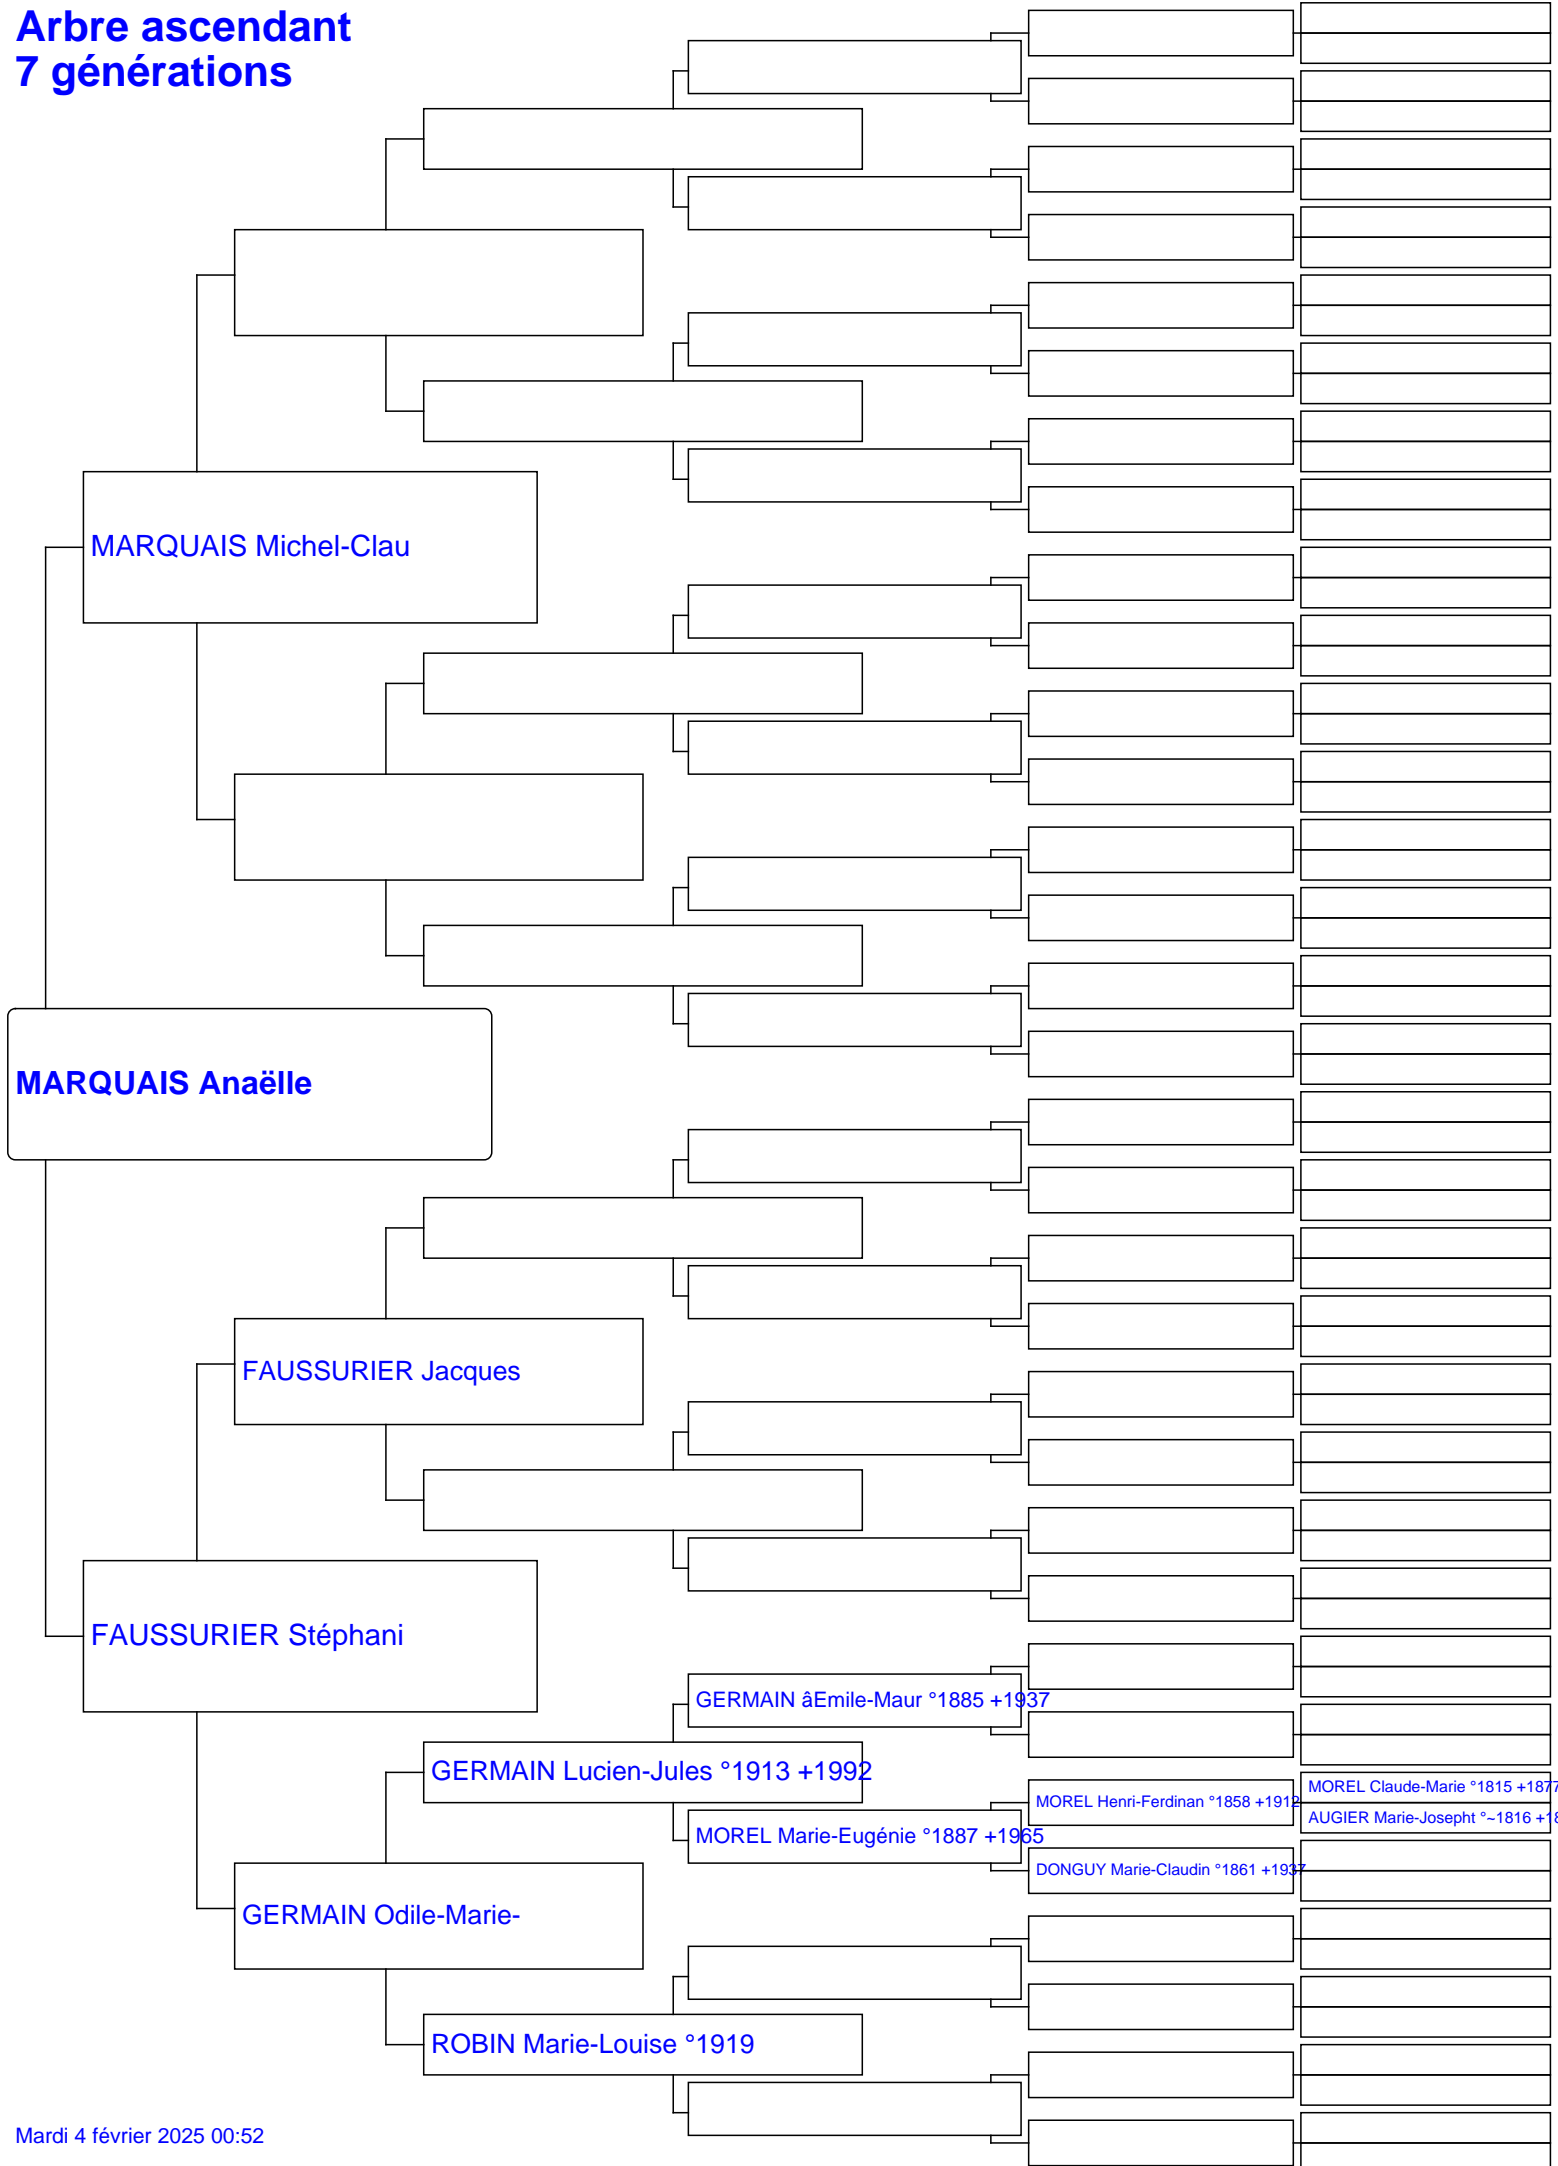 Arbre ascendant
7 générations
MARQUAIS Michel-Clau
MARQUAIS Anaëlle
FAUSSURIER Jacques
FAUSSURIER Stéphani
GERMAIN âEmile-Maur °1885 +1937
GERMAIN Lucien-Jules °1913 +1992
MOREL Claude-Marie °1815 +1877
MOREL Henri-Ferdinan °1858 +1912
AUGIER Marie-Josepht °~1816 +18
MOREL Marie-Eugénie °1887 +1965
DONGUY Marie-Claudin °1861 +1937
GERMAIN Odile-Marie-
ROBIN Marie-Louise °1919
Mardi 4 février 2025 00:52